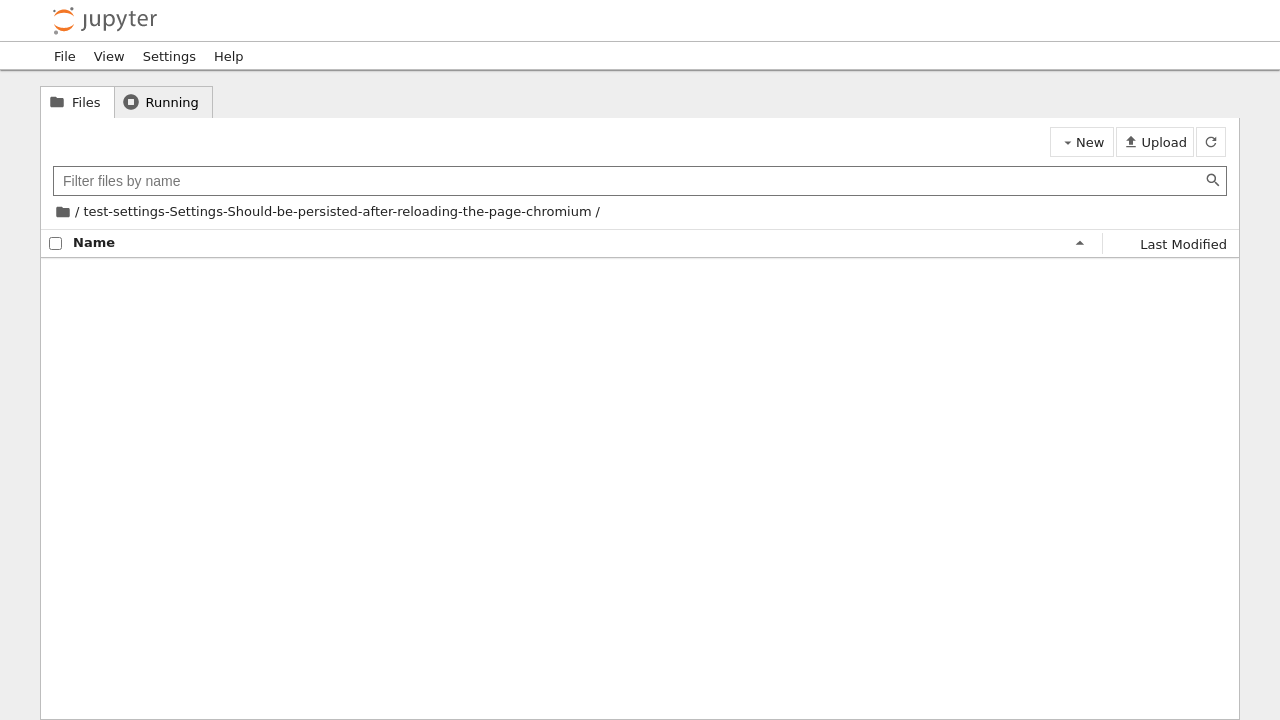 jupyter
File View Settings Help
Files Running
New Upload
Filter files by name
/ test-settings-Settings-Should-be-persisted-after-reloading-the-page-chromium /
Name Last Modified